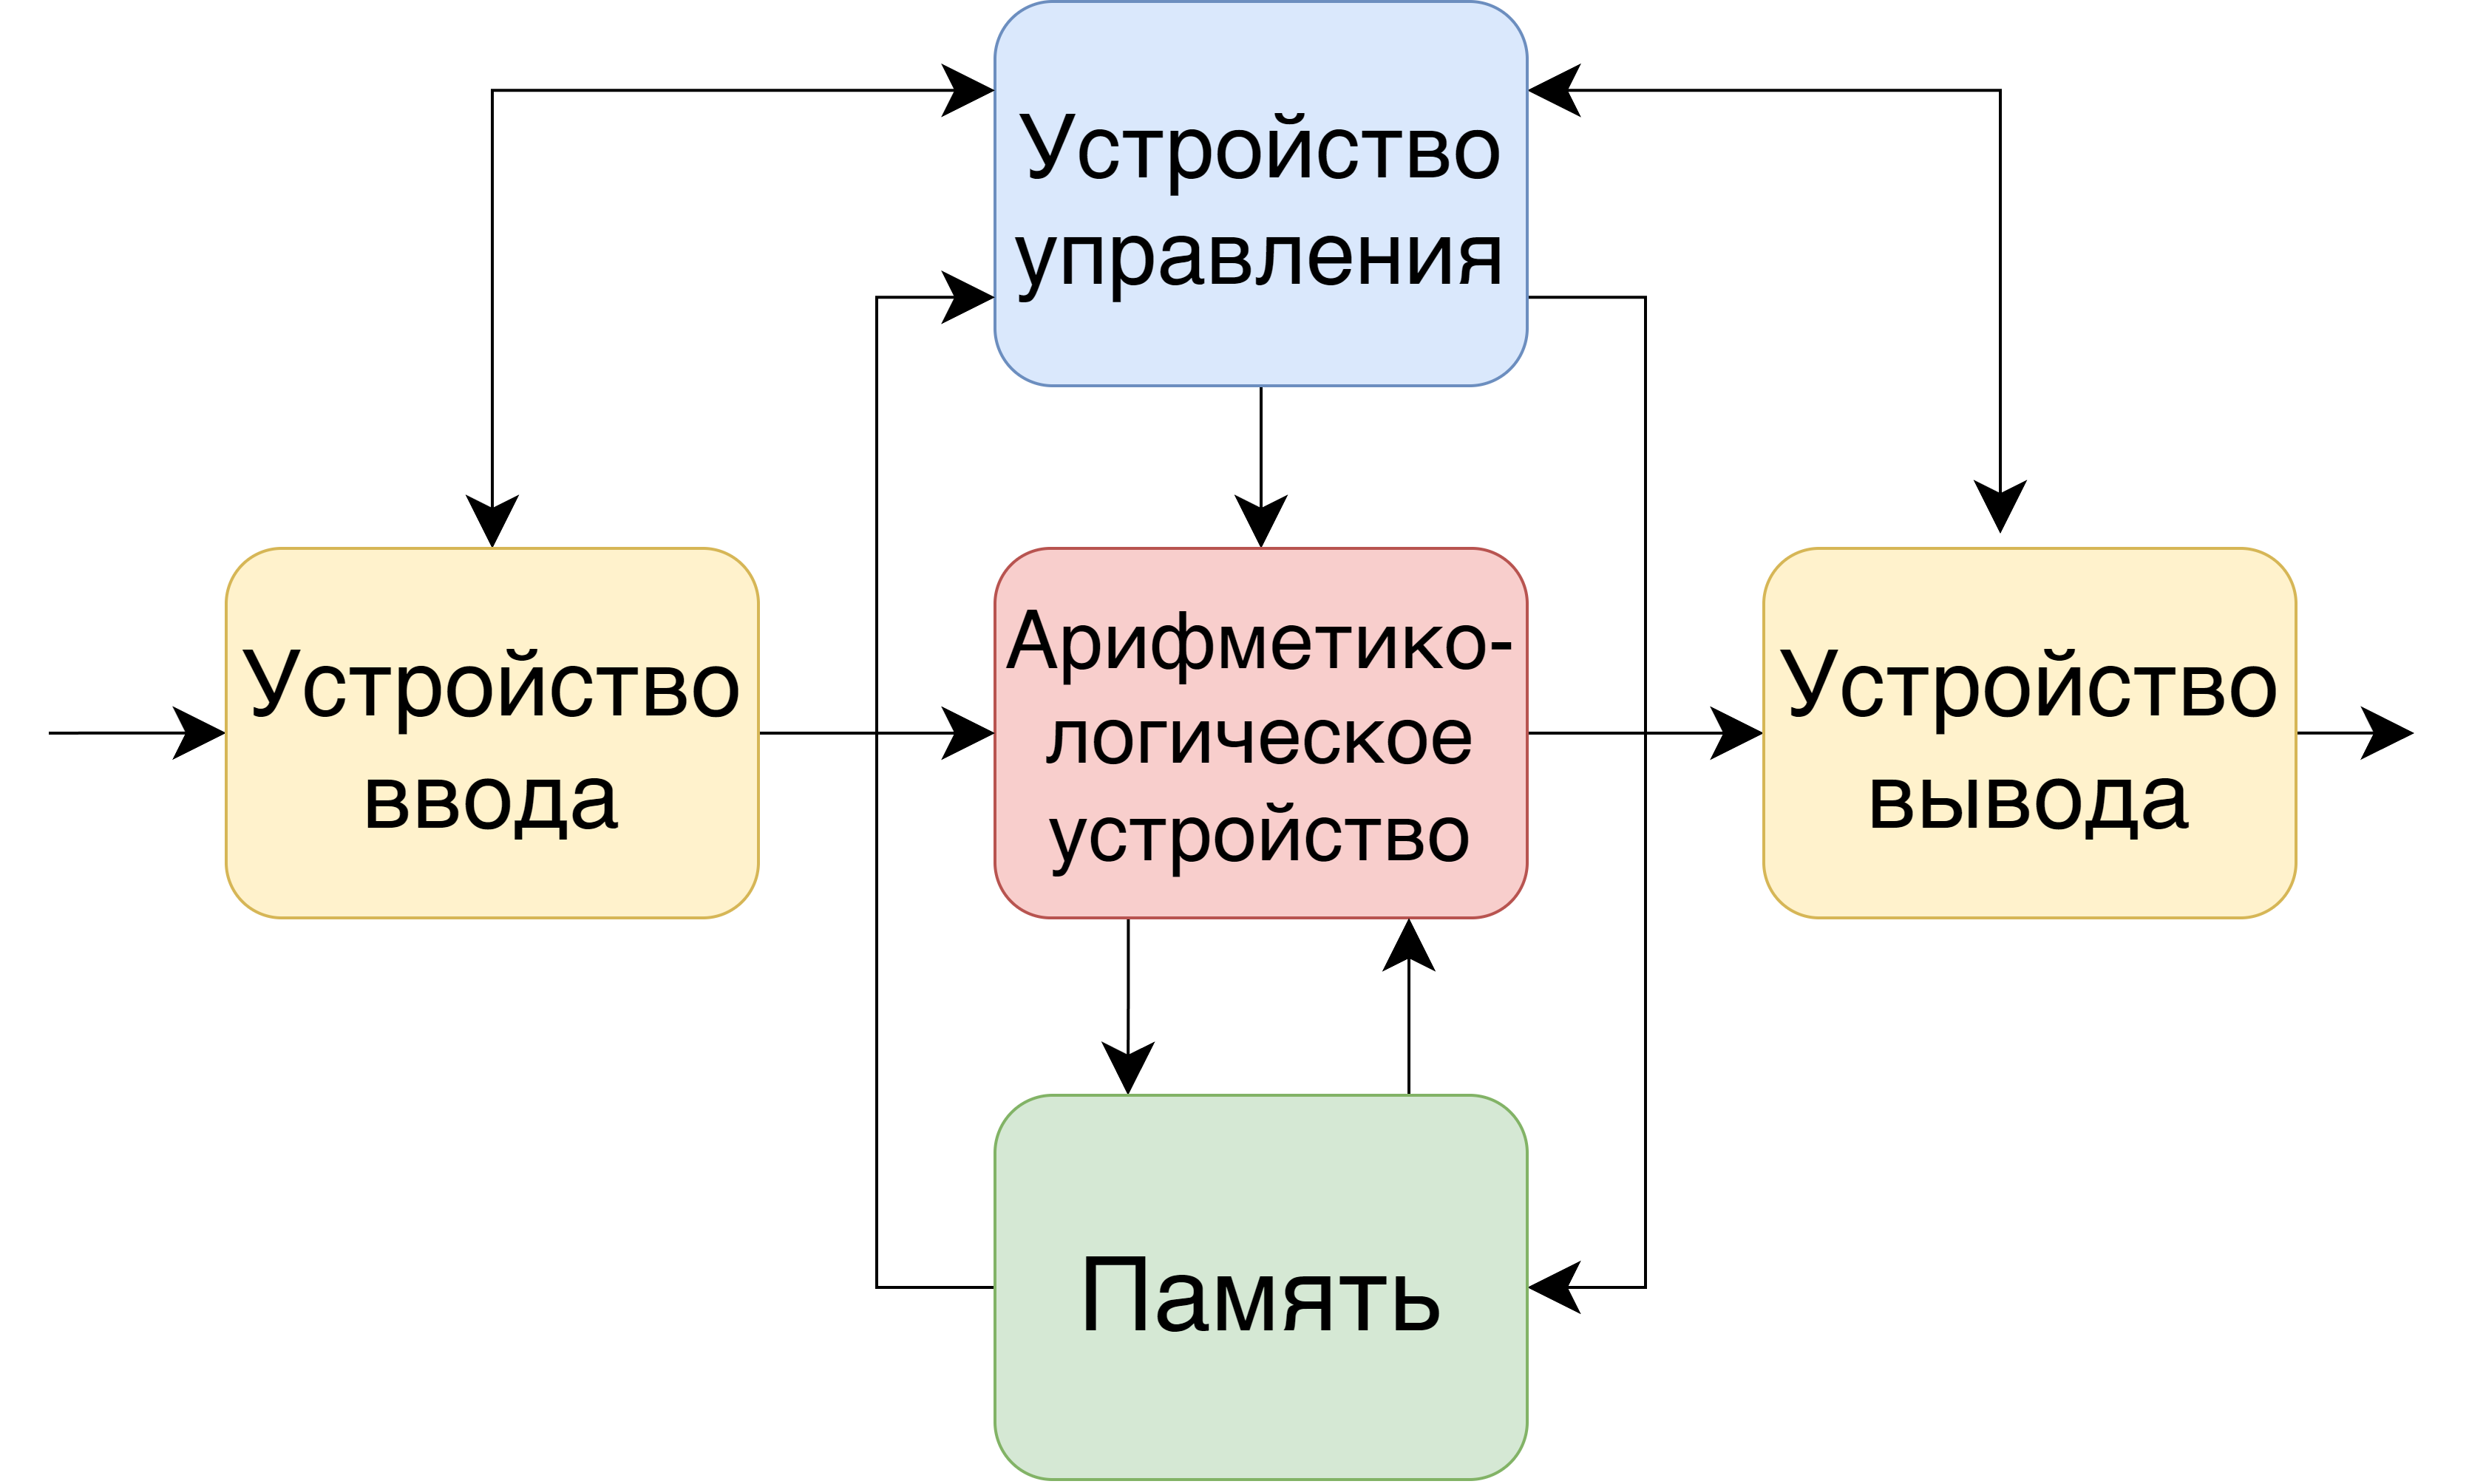 Устройство
управления
Устройство
ввода
Арифметико-
логическое
устройство
Устройство
вывода
Память